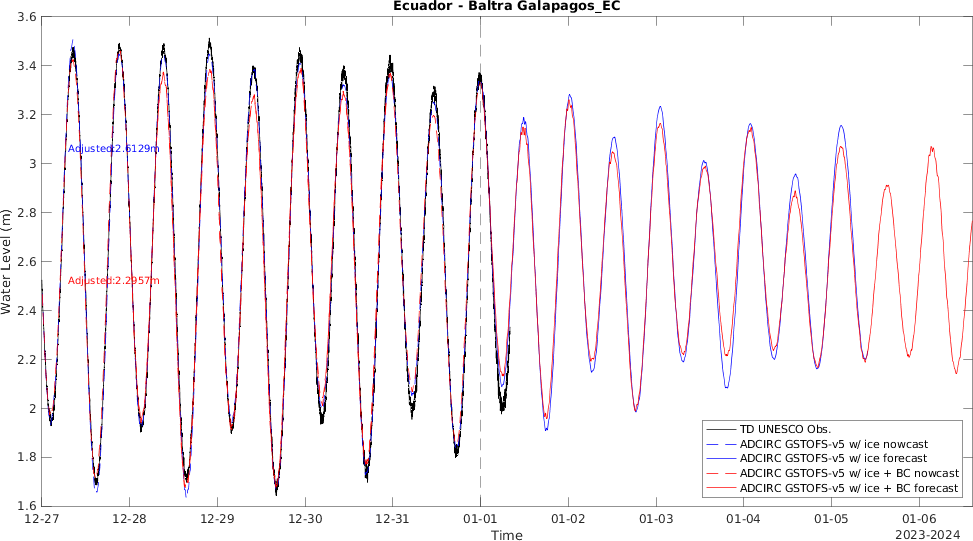 Ecuador - Baltra Galapagos_EC
3.6
3.4
3.2
3
2.8
2.6
2.4
2.2
2
1.8
1.6
Water Level (m)
Adjusted:2.6129m
Adjusted:2.2957m
TD UNESCO Obs.
ADCIRC GSTOFS-v5 w/ ice nowcast
ADCIRC GSTOFS-v5 w/ ice forecast
ADCIRC GSTOFS-v5 w/ ice + BC nowcast
ADCIRC GSTOFS-v5 w/ ice + BC forecast
12-27 12-28 12-29 12-30 12-31 01-01 01-02 01-03 01-04 01-05 01-06
Time
2023-2024